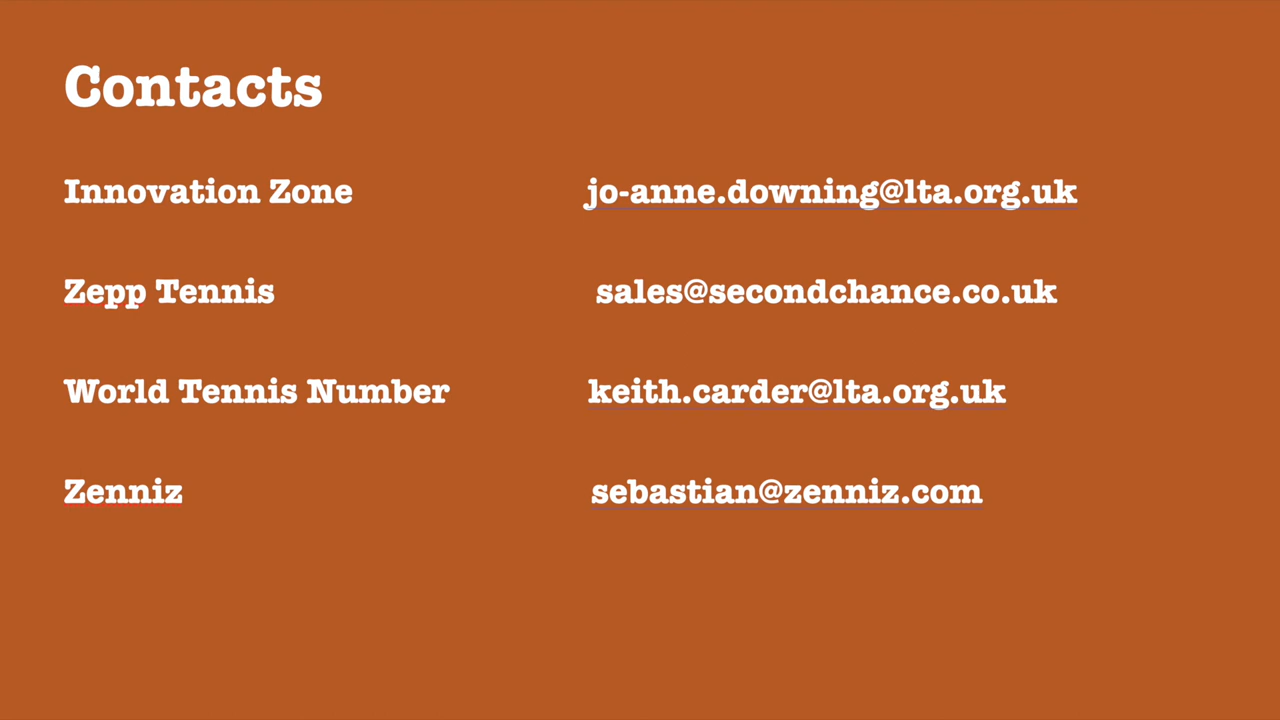 Contacts
Innovation Zone jo-anne.downing@lta.org.uk
Zepp Tennis sales@secondchance.co.uk
World Tennis Number keith.carder@lta.org.uk
Zenniz sebastian@zenniz.com